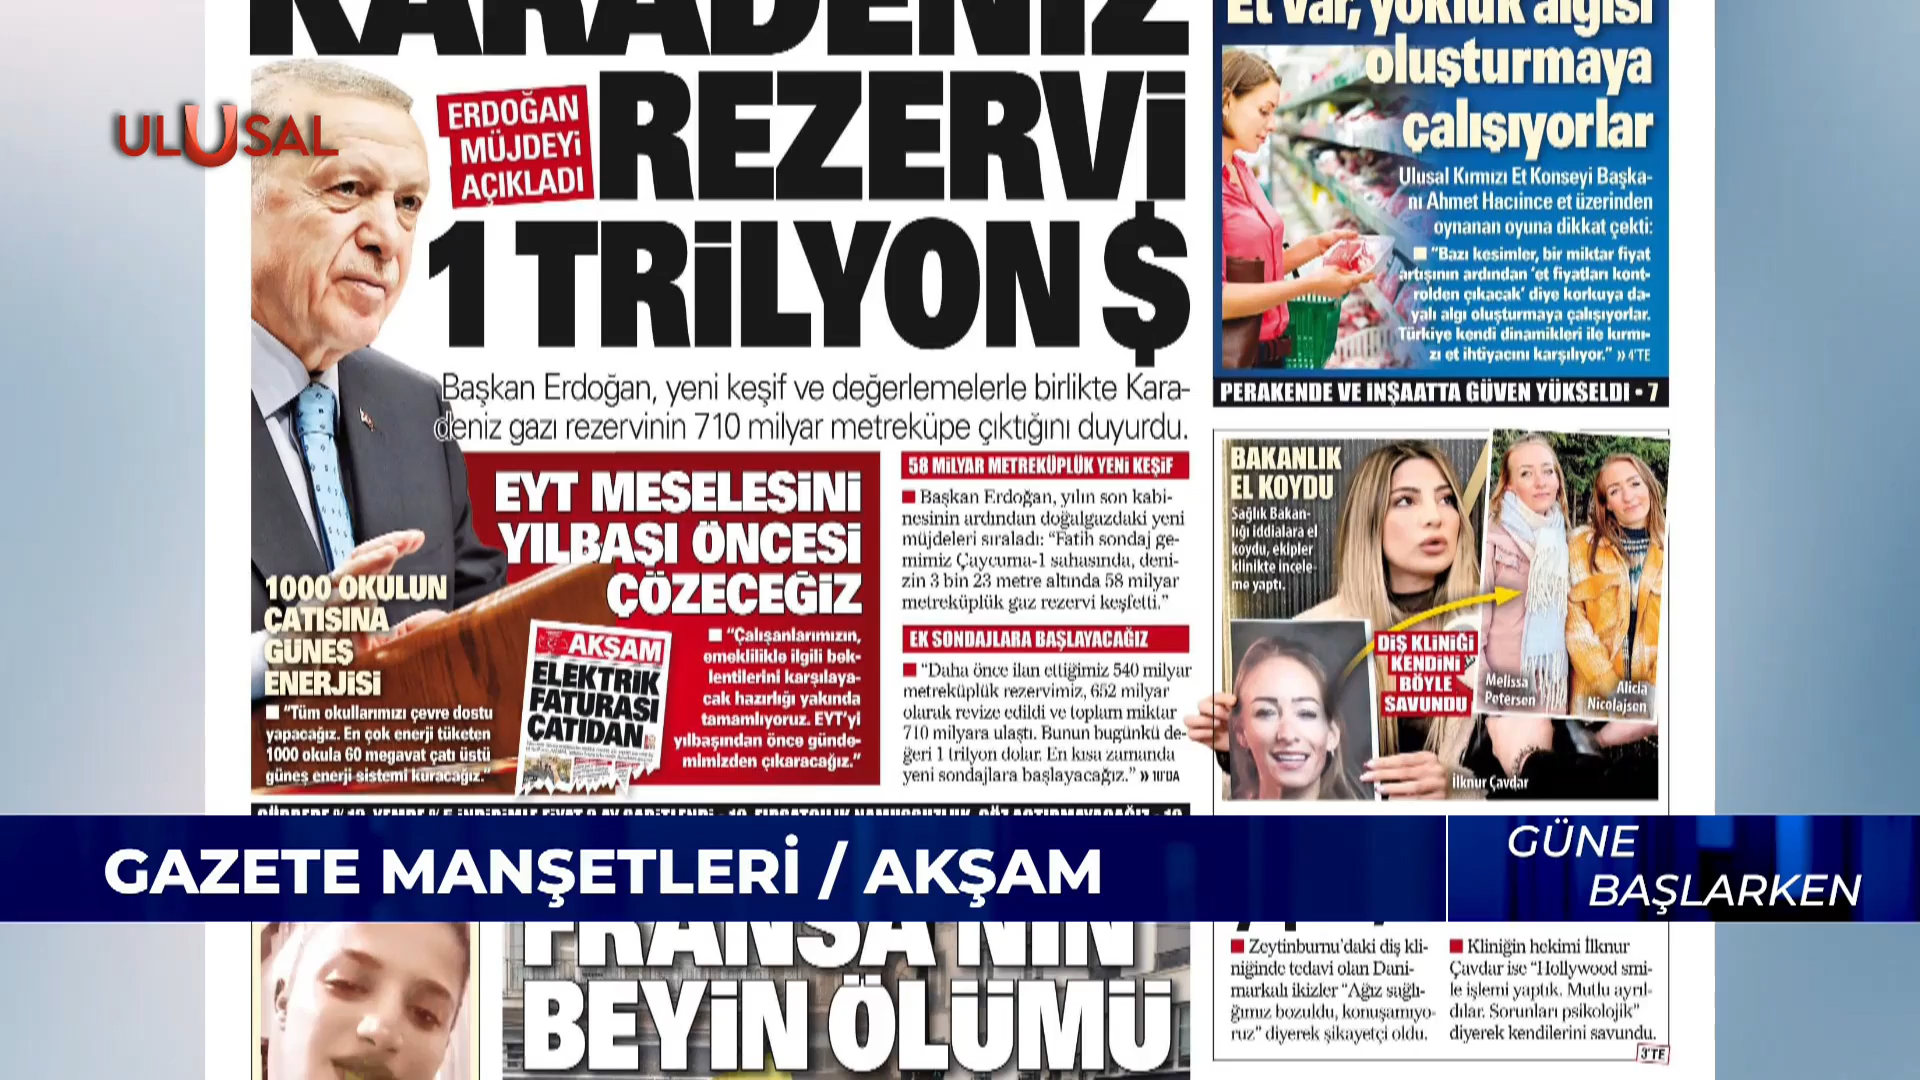 KARADENİZ
REZERVİ
1 TRİLYON $
ERDOĞAN
MÜJDEYİ
AÇIKLADI
ULUSAL
Başkan Erdoğan, yeni keşif ve değerlemelerle birlikte Kara-
deniz gazı rezervinin 710 milyar metreküpe çıktığını duyurdu.
EYT MESELESİNİ
YILBAŞI ÖNCESİ
ÇÖZECEĞİZ
"Çalışanlarımızın,
emeklilikle ilgili bek-
lentilerini karşılaya-
cak hazırlığı yakında
tamamlıyoruz. EYT'yi
yılbaşından önce günde-
mimizden çıkaracağız."
1000 OKULUN
ÇATISINA
GÜNEŞ
ENERJİSİ
"Tüm okullarımızı çevre dostu
yapacağız. En çok enerji tüketen
1000 okula 60 megavat çatı üstü
güneş enerji sistemi kuracağız."
AKŞAM
ELEKTRİK
FATURASI
ÇATIDAN
58 MİLYAR METREKÜPLÜK YENİ KEŞİF
Başkan Erdoğan, yılın son kabi-
nesinin ardından doğalgazdaki yeni
müjdeleri sıraladı: "Fatih sondaj ge-
mimiz Çaycuma-1 sahasında, deni-
zin 3 bin 23 metre altında 58 milyar
metreküplük gaz rezervi keşfetti."
EK SONDAJLARA BAŞLAYACAĞIZ
"Daha önce ilan ettiğimiz 540 milyar
metreküplük rezervimiz, 652 milyar
olarak revize edildi ve toplam miktar
710 milyara ulaştı. Bunun bugünkü de-
ğeri 1 trilyon dolar. En kısa zamanda
yeni sondajlara başlayacağız." » 10'DA
Et var, yokluk algısı
oluşturmaya
çalışıyorlar
Ulusal Kırmızı Et Konseyi Başka-
nı Ahmet Hacıince et üzerinden
oynanan oyuna dikkat çekti:
"Bazı kesimler, bir miktar fiyat
artışının ardından 'et fiyatları kont-
rolden çıkacak' diye korkuya da-
yalı algı oluşturmaya çalışıyorlar.
Türkiye kendi dinamikleri ile kırmı-
zı et ihtiyacını karşılıyor." » 4'TE
PERAKENDE VE İNŞAATTA GÜVEN YÜKSELDİ • 7
BAKANLIK
EL KOYDU
Sağlık Bakan-
lığı iddialara el
koydu, ekipler
klinikte incele-
me yaptı.
DİŞ KLİNİĞİ
KENDİNİ
BÖYLE
SAVUNDU
Melissa
Petersen
Alicia
Nicolajsen
İlknur Çavdar
GAZETE MANŞETLERİ / AKŞAM
GÜNE
BAŞLARKEN
FRANSA'NIN
BEYİN ÖLÜMÜ
Zeytinburnu'daki diş kli-
niğinde tedavi olan Dani-
markalı ikizler "Ağız sağlı-
ğımız bozuldu, konuşamıyo-
ruz" diyerek şikayetçi oldu.
Kliniğin hekimi İlknur
Çavdar ise "Hollywood smi-
le işlemi yaptık. Mutlu ayrıl-
dılar. Sorunları psikolojik"
diyerek kendilerini savundu.
3'TE